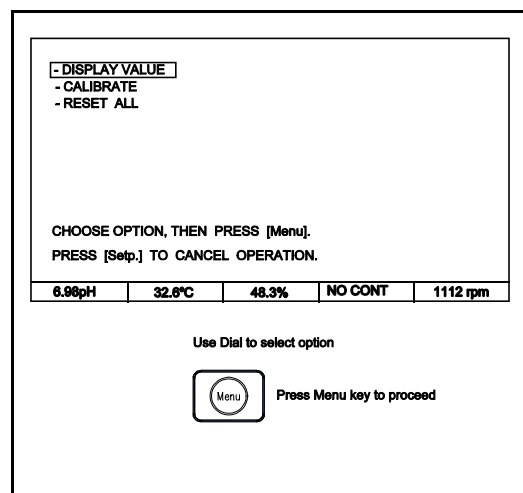 - DISPLAY VALUE
- CALIBRATE
- RESET ALL
CHOOSE OPTION, THEN PRESS [Menu].
PRESS [Setp.] TO CANCEL OPERATION.
6.98pH 32.6°C 48.3% NO CONT 1112 rpm
Use Dial to select option
Menu Press Menu key to proceed